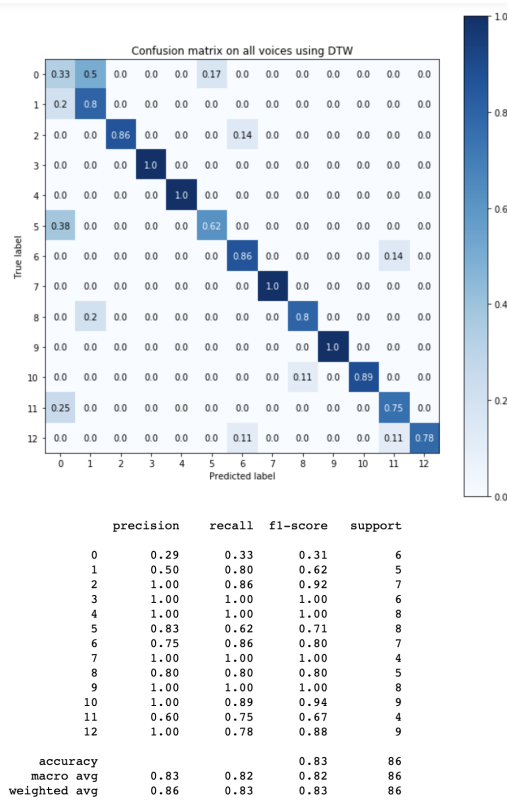 Confusion matrix on all voices using DTW
1.0
0.8
0.6
0.4
0.2
0.0
True label
0 0.33 0.5 0.0 0.0 0.0 0.17 0.0 0.0 0.0 0.0 0.0 0.0 0.0
1 0.2 0.8 0.0 0.0 0.0 0.0 0.0 0.0 0.0 0.0 0.0 0.0 0.0
2 0.0 0.0 0.86 0.0 0.0 0.0 0.14 0.0 0.0 0.0 0.0 0.0 0.0
3 0.0 0.0 0.0 1.0 0.0 0.0 0.0 0.0 0.0 0.0 0.0 0.0 0.0
4 0.0 0.0 0.0 0.0 1.0 0.0 0.0 0.0 0.0 0.0 0.0 0.0 0.0
5 0.38 0.0 0.0 0.0 0.0 0.62 0.0 0.0 0.0 0.0 0.0 0.0 0.0
6 0.0 0.0 0.0 0.0 0.0 0.0 0.86 0.0 0.0 0.0 0.0 0.14 0.0
7 0.0 0.0 0.0 0.0 0.0 0.0 0.0 1.0 0.0 0.0 0.0 0.0 0.0
8 0.0 0.2 0.0 0.0 0.0 0.0 0.0 0.0 0.8 0.0 0.0 0.0 0.0
9 0.0 0.0 0.0 0.0 0.0 0.0 0.0 0.0 0.0 1.0 0.0 0.0 0.0
10 0.0 0.0 0.0 0.0 0.0 0.0 0.0 0.0 0.11 0.0 0.89 0.0 0.0
11 0.25 0.0 0.0 0.0 0.0 0.0 0.0 0.0 0.0 0.0 0.0 0.75 0.0
12 0.0 0.0 0.0 0.0 0.0 0.0 0.11 0.0 0.0 0.0 0.0 0.11 0.78
0 1 2 3 4 5 6 7 8 9 10 11 12
Predicted label
precision recall f1-score support
0 0.29 0.33 0.31 6
1 0.50 0.80 0.62 5
2 1.00 0.86 0.92 7
3 1.00 1.00 1.00 6
4 1.00 1.00 1.00 8
5 0.83 0.62 0.71 8
6 0.75 0.86 0.80 7
7 1.00 1.00 1.00 4
8 0.80 0.80 0.80 5
9 1.00 1.00 1.00 8
10 1.00 0.89 0.94 9
11 0.60 0.75 0.67 4
12 1.00 0.78 0.88 9
accuracy 0.83 86
macro avg 0.83 0.82 0.82 86
weighted avg 0.86 0.83 0.83 86